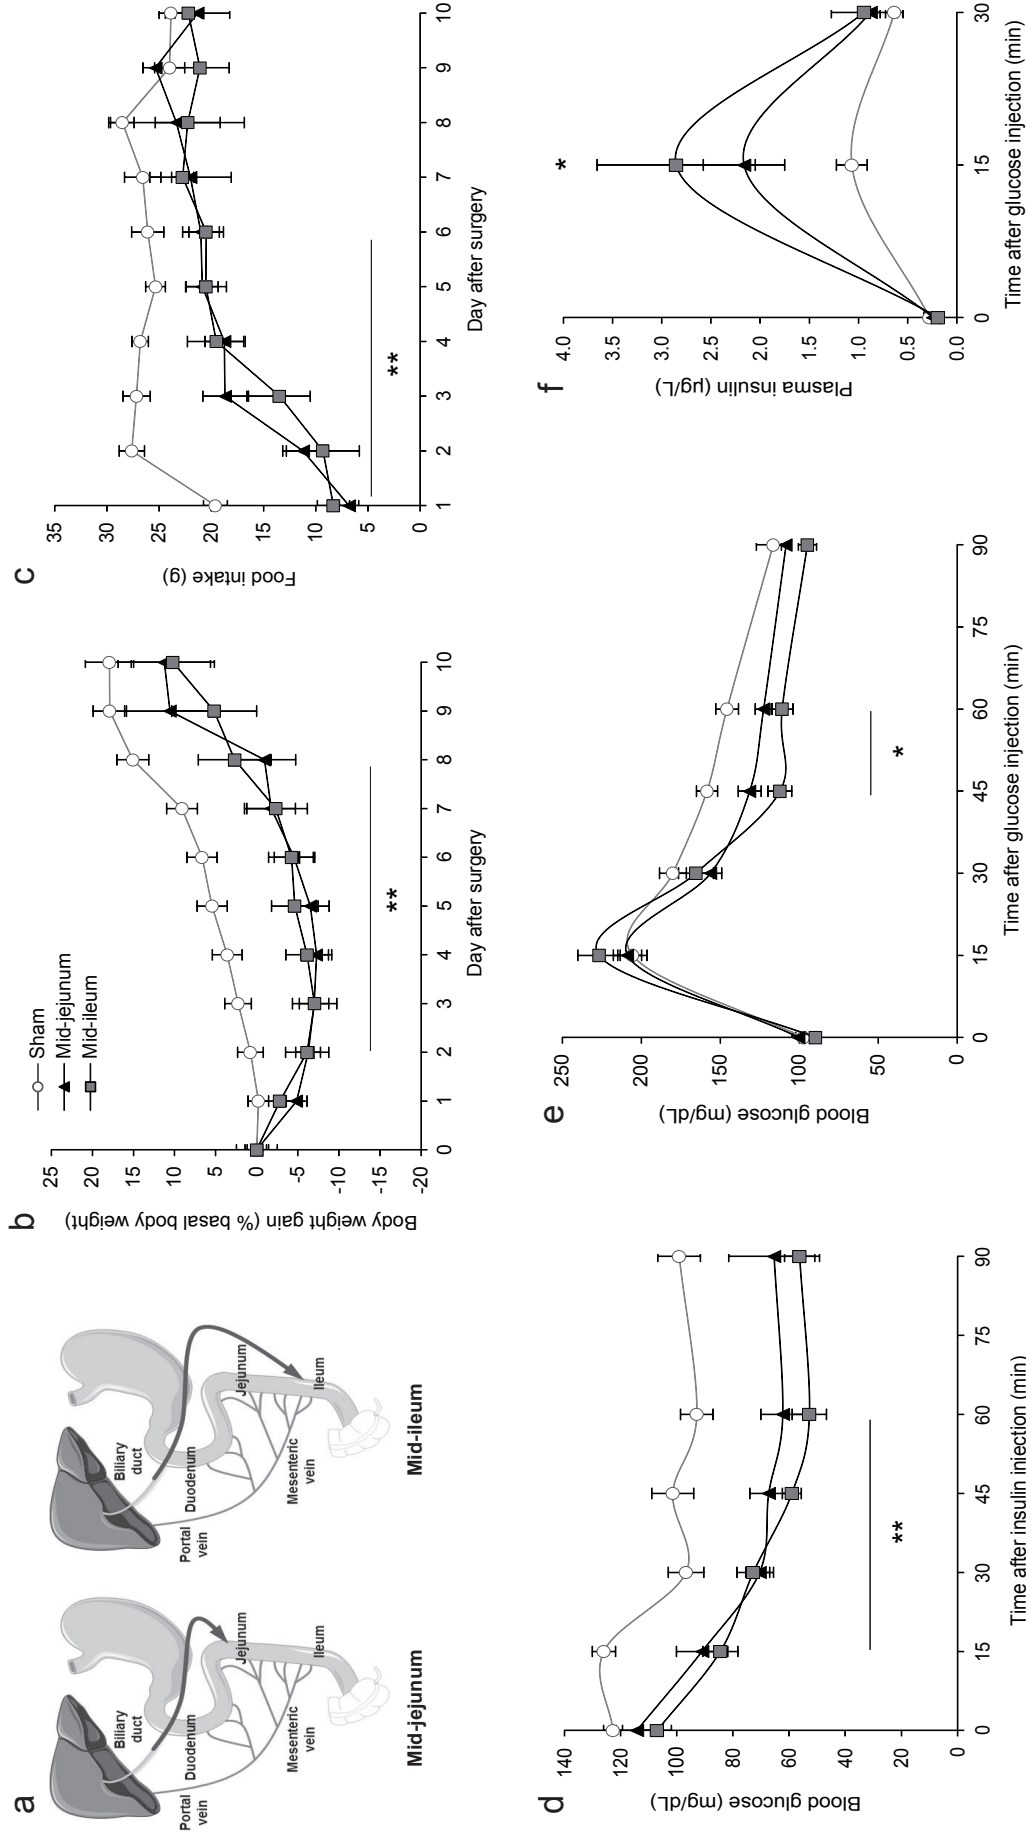 a
Biliary
duct
Portal
vein
Duodenum
Jejunum
Mesenteric
vein
Ileum
Mid-jejunum
Biliary
duct
Portal
vein
Duodenum
Jejunum
Mesenteric
vein
Ileum
Mid-ileum
b
Sham
Mid-jejunum
Mid-ileum
Body weight gain (% basal body weight)
25
20
15
10
5
0
-5
-10
-15
-20
**
0 1 2 3 4 5 6 7 8 9 10
Day after surgery
c
Food intake (g)
35
30
25
20
15
10
5
0
**
1 2 3 4 5 6 7 8 9 10
Day after surgery
d
Blood glucose (mg/dL)
140
120
100
80
60
40
20
0
**
0 15 30 45 60 75 90
Time after insulin injection (min)
e
Blood glucose (mg/dL)
250
200
150
100
50
0
*
0 15 30 45 60 75 90
Time after glucose injection (min)
f
Plasma insulin (µg/L)
4.0
3.5
3.0
2.5
2.0
1.5
1.0
0.5
0.0
*
0 15 30
Time after glucose injection (min)